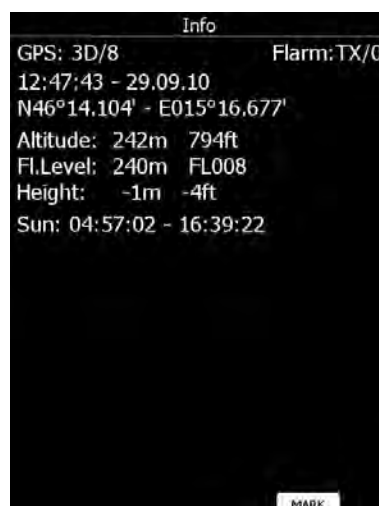 Info
GPS: 3D/8 Flarm:TX/0
12:47:43 - 29.09.10
N46°14.104' - E015°16.677'
Altitude: 242m 794ft
Fl.Level: 240m FL008
Height: -1m -4ft
Sun: 04:57:02 - 16:39:22
MARK